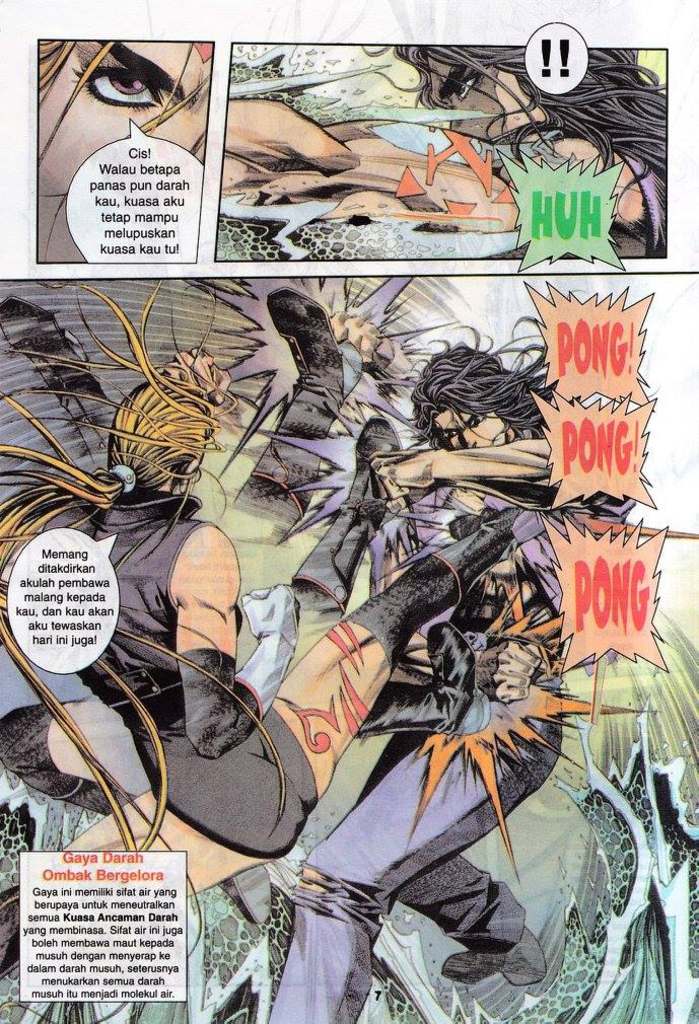 Cis!
Walau betapa
panas pun darah
kau, kuasa aku
tetap mampu
melupuskan
kuasa kau tu!
!!
HUH
PONG!
PONG!
PONG
Memang
ditakdirkan
akulah pembawa
malang kepada
kau, dan kau akan
aku tewaskan
hari ini juga!
Gaya Darah
Ombak Bergelora
Gaya ini memiliki sifat air yang
berupaya untuk meneutralkan
semua Kuasa Ancaman Darah
yang membinasa. Sifat air ini juga
boleh membawa maut kepada
musuh dengan menyerap ke
dalam darah musuh, seterusnya
menukarkan semua darah
musuh itu menjadi molekul air.
7